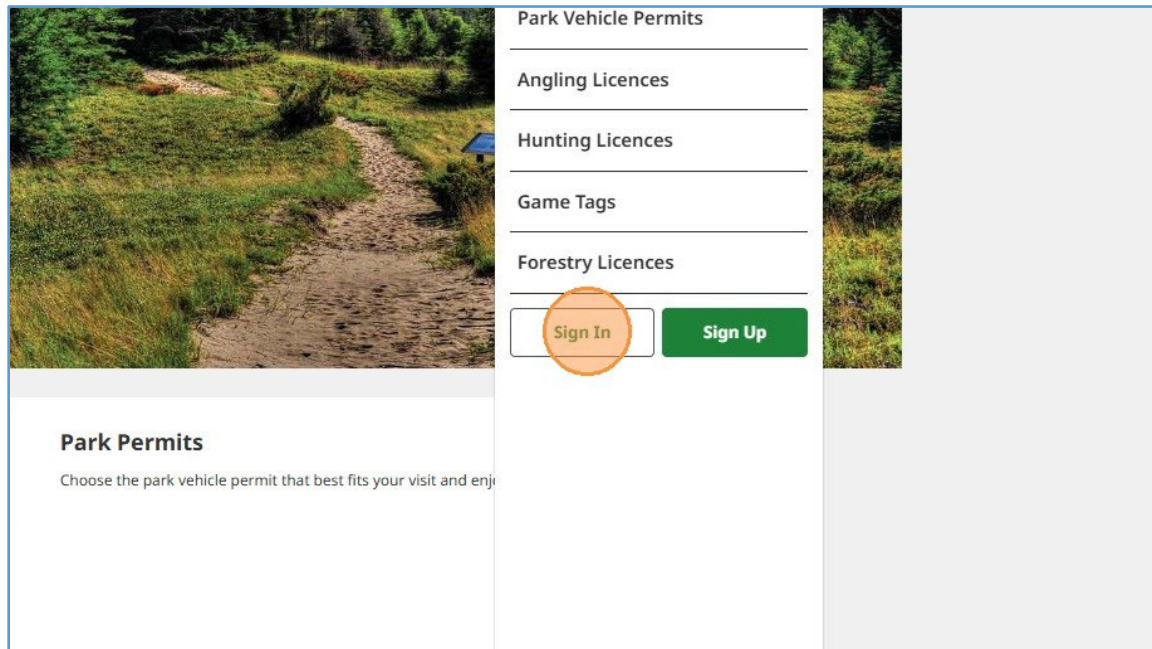 Park Vehicle Permits
Angling Licences
Hunting Licences
Game Tags
Forestry Licences
Sign In
Sign Up
Park Permits
Choose the park vehicle permit that best fits your visit and enj